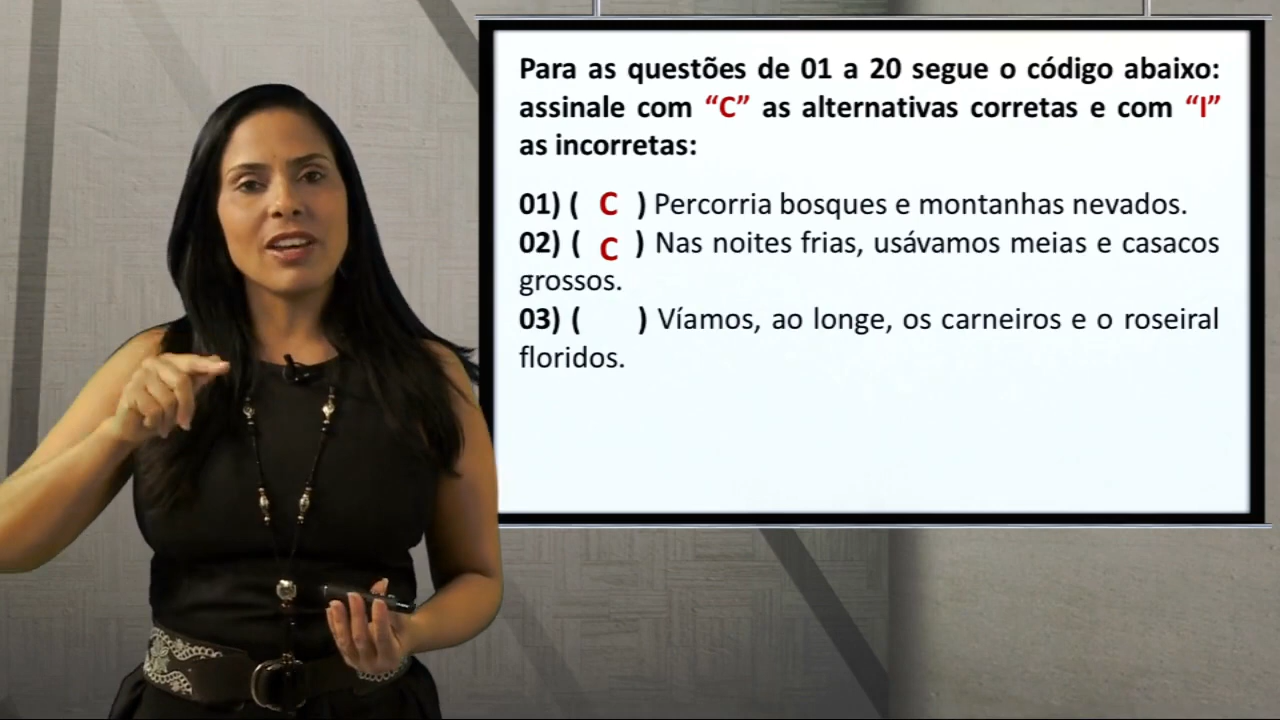 Para as questões de 01 a 20 segue o código abaixo:
assinale com “C” as alternativas corretas e com “I”
as incorretas:
01) ( C ) Percorria bosques e montanhas nevados.
02) ( C ) Nas noites frias, usávamos meias e casacos
grossos.
03) ( ) Víamos, ao longe, os carneiros e o roseiral
floridos.